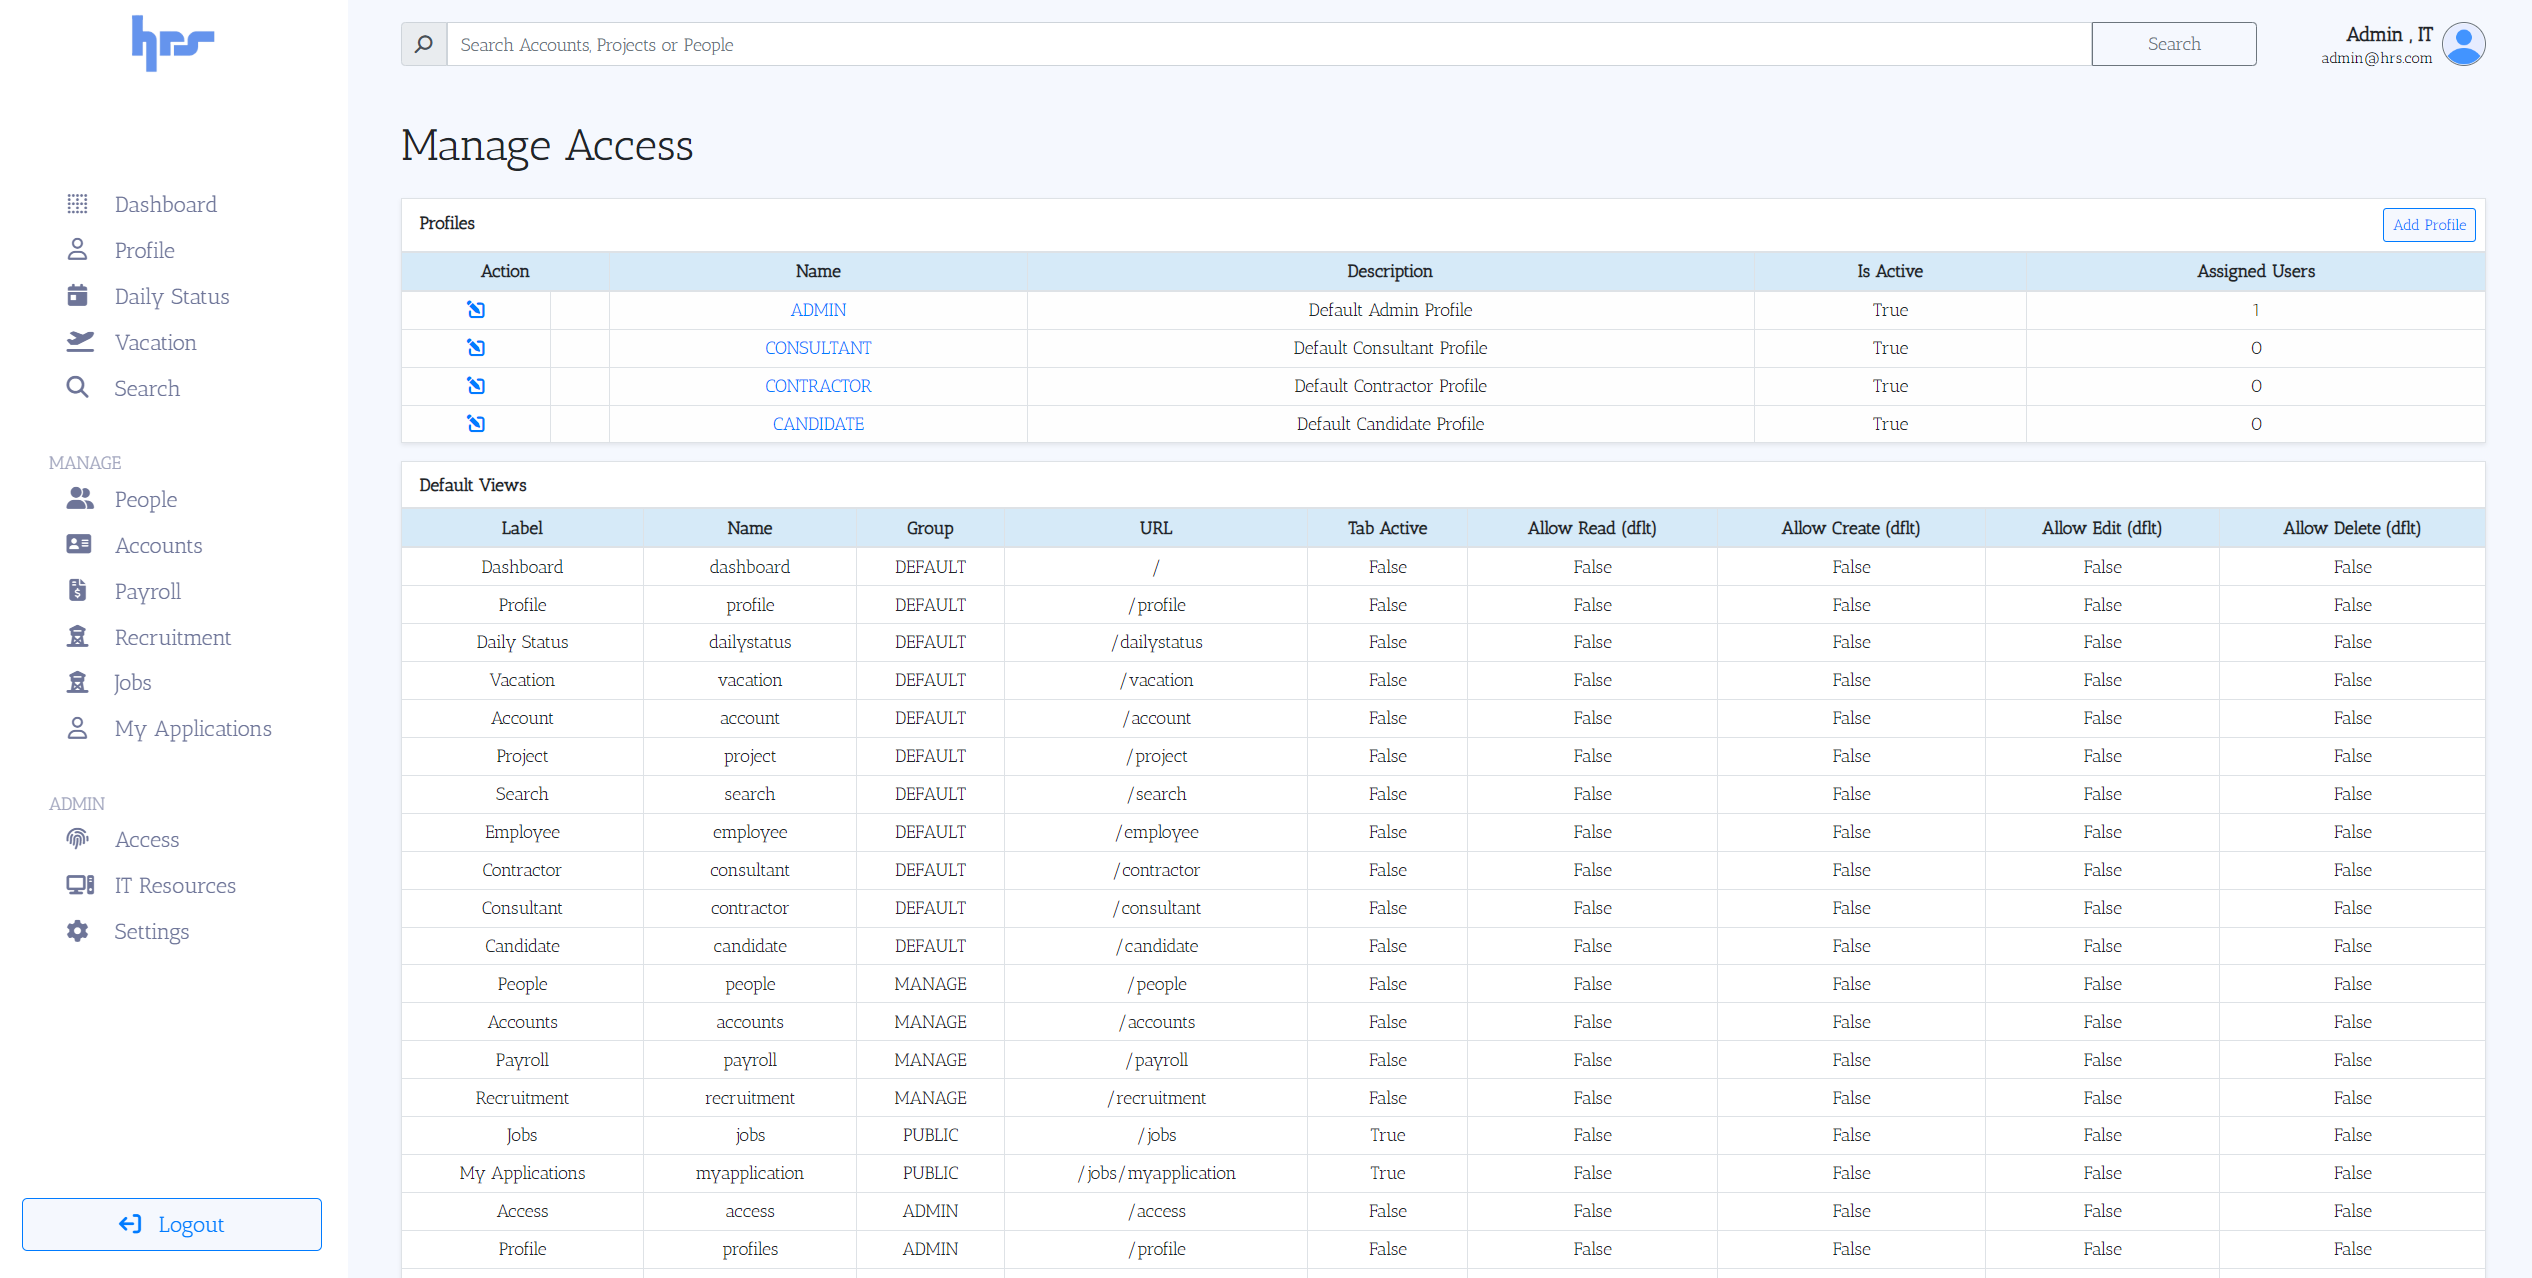 hrs
Search Accounts, Projects or People
Search
Admin , IT
admin@hrs.com
Dashboard
Profile
Daily Status
Vacation
Search
MANAGE
People
Accounts
Payroll
Recruitment
Jobs
My Applications
ADMIN
Access
IT Resources
Settings
Logout
Manage Access
Profiles
Add Profile
Action Name Description Is Active Assigned Users
ADMIN Default Admin Profile True 1
CONSULTANT Default Consultant Profile True 0
CONTRACTOR Default Contractor Profile True 0
CANDIDATE Default Candidate Profile True 0
Default Views
Label Name Group URL Tab Active Allow Read (dflt) Allow Create (dflt) Allow Edit (dflt) Allow Delete (dflt)
Dashboard dashboard DEFAULT / False False False False False
Profile profile DEFAULT /profile False False False False False
Daily Status dailystatus DEFAULT /dailystatus False False False False False
Vacation vacation DEFAULT /vacation False False False False False
Account account DEFAULT /account False False False False False
Project project DEFAULT /project False False False False False
Search search DEFAULT /search False False False False False
Employee employee DEFAULT /employee False False False False False
Contractor consultant DEFAULT /contractor False False False False False
Consultant contractor DEFAULT /consultant False False False False False
Candidate candidate DEFAULT /candidate False False False False False
People people MANAGE /people False False False False False
Accounts accounts MANAGE /accounts False False False False False
Payroll payroll MANAGE /payroll False False False False False
Recruitment recruitment MANAGE /recruitment False False False False False
Jobs jobs PUBLIC /jobs True False False False False
My Applications myapplication PUBLIC /jobs/myapplication True False False False False
Access access ADMIN /access False False False False False
Profile profiles ADMIN /profile False False False False False